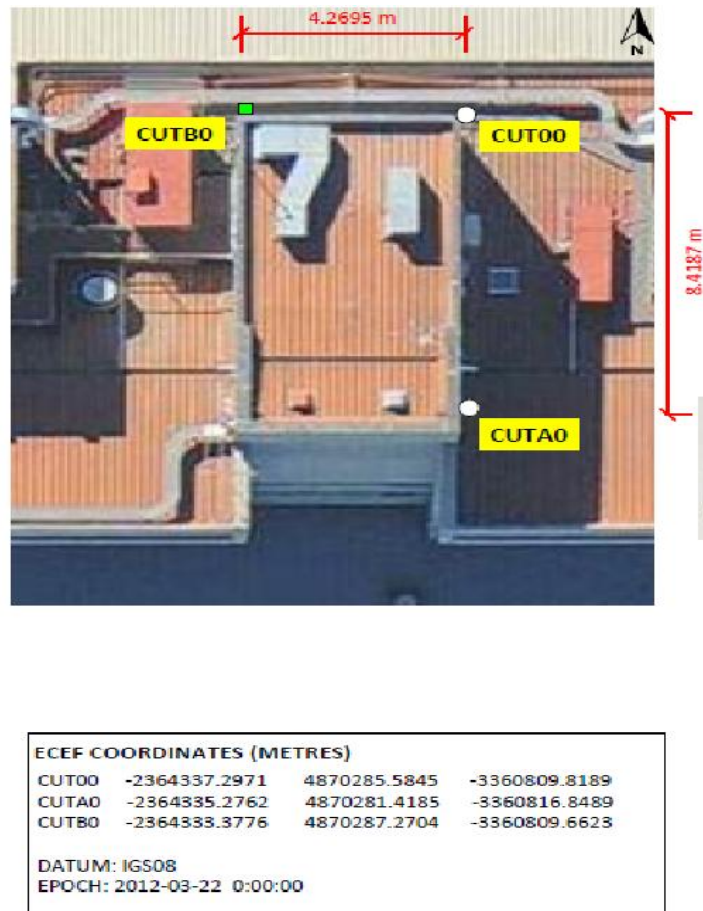 4.2695 m
N
CUTB0
CUT00
8.4187 m
CUTA0
ECEF COORDINATES (METRES)
CUT00 -2364337.2971 4870285.5845 -3360809.8189
CUTA0 -2364335.2762 4870281.4185 -3360816.8489
CUTB0 -2364333.3776 4870287.2704 -3360809.6623
DATUM: IGS08
EPOCH: 2012-03-22 0:00:00